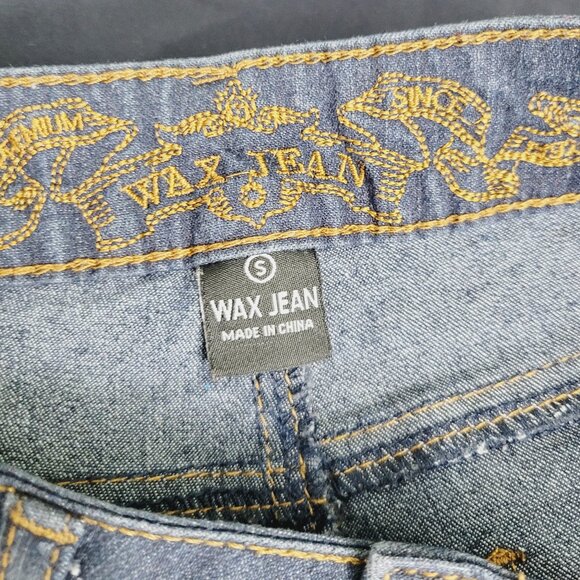 PREMIUM
WAX JEAN
SINCE
S
WAX JEAN
MADE IN CHINA